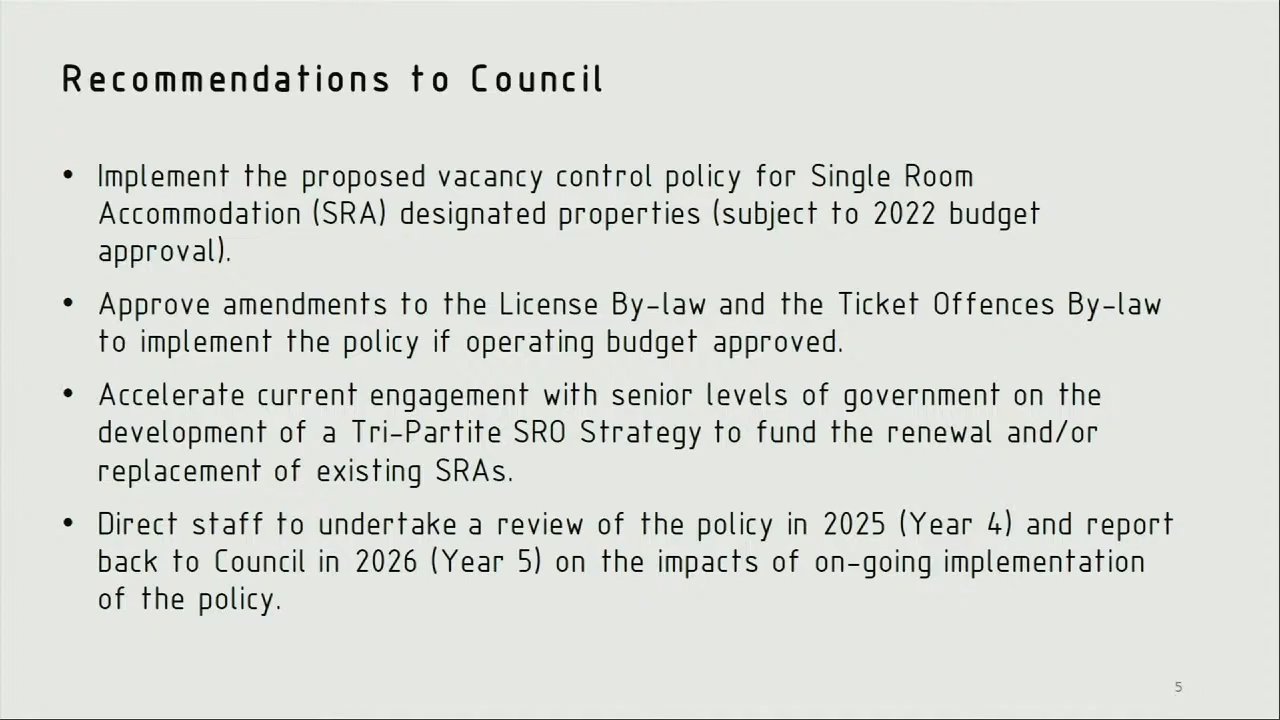 Recommendations to Council
• Implement the proposed vacancy control policy for Single Room
Accommodation (SRA) designated properties (subject to 2022 budget
approval).
• Approve amendments to the License By-law and the Ticket Offences By-law
to implement the policy if operating budget approved.
• Accelerate current engagement with senior levels of government on the
development of a Tri-Partite SRO Strategy to fund the renewal and/or
replacement of existing SRAs.
• Direct staff to undertake a review of the policy in 2025 (Year 4) and report
back to Council in 2026 (Year 5) on the impacts of on-going implementation
of the policy.
5